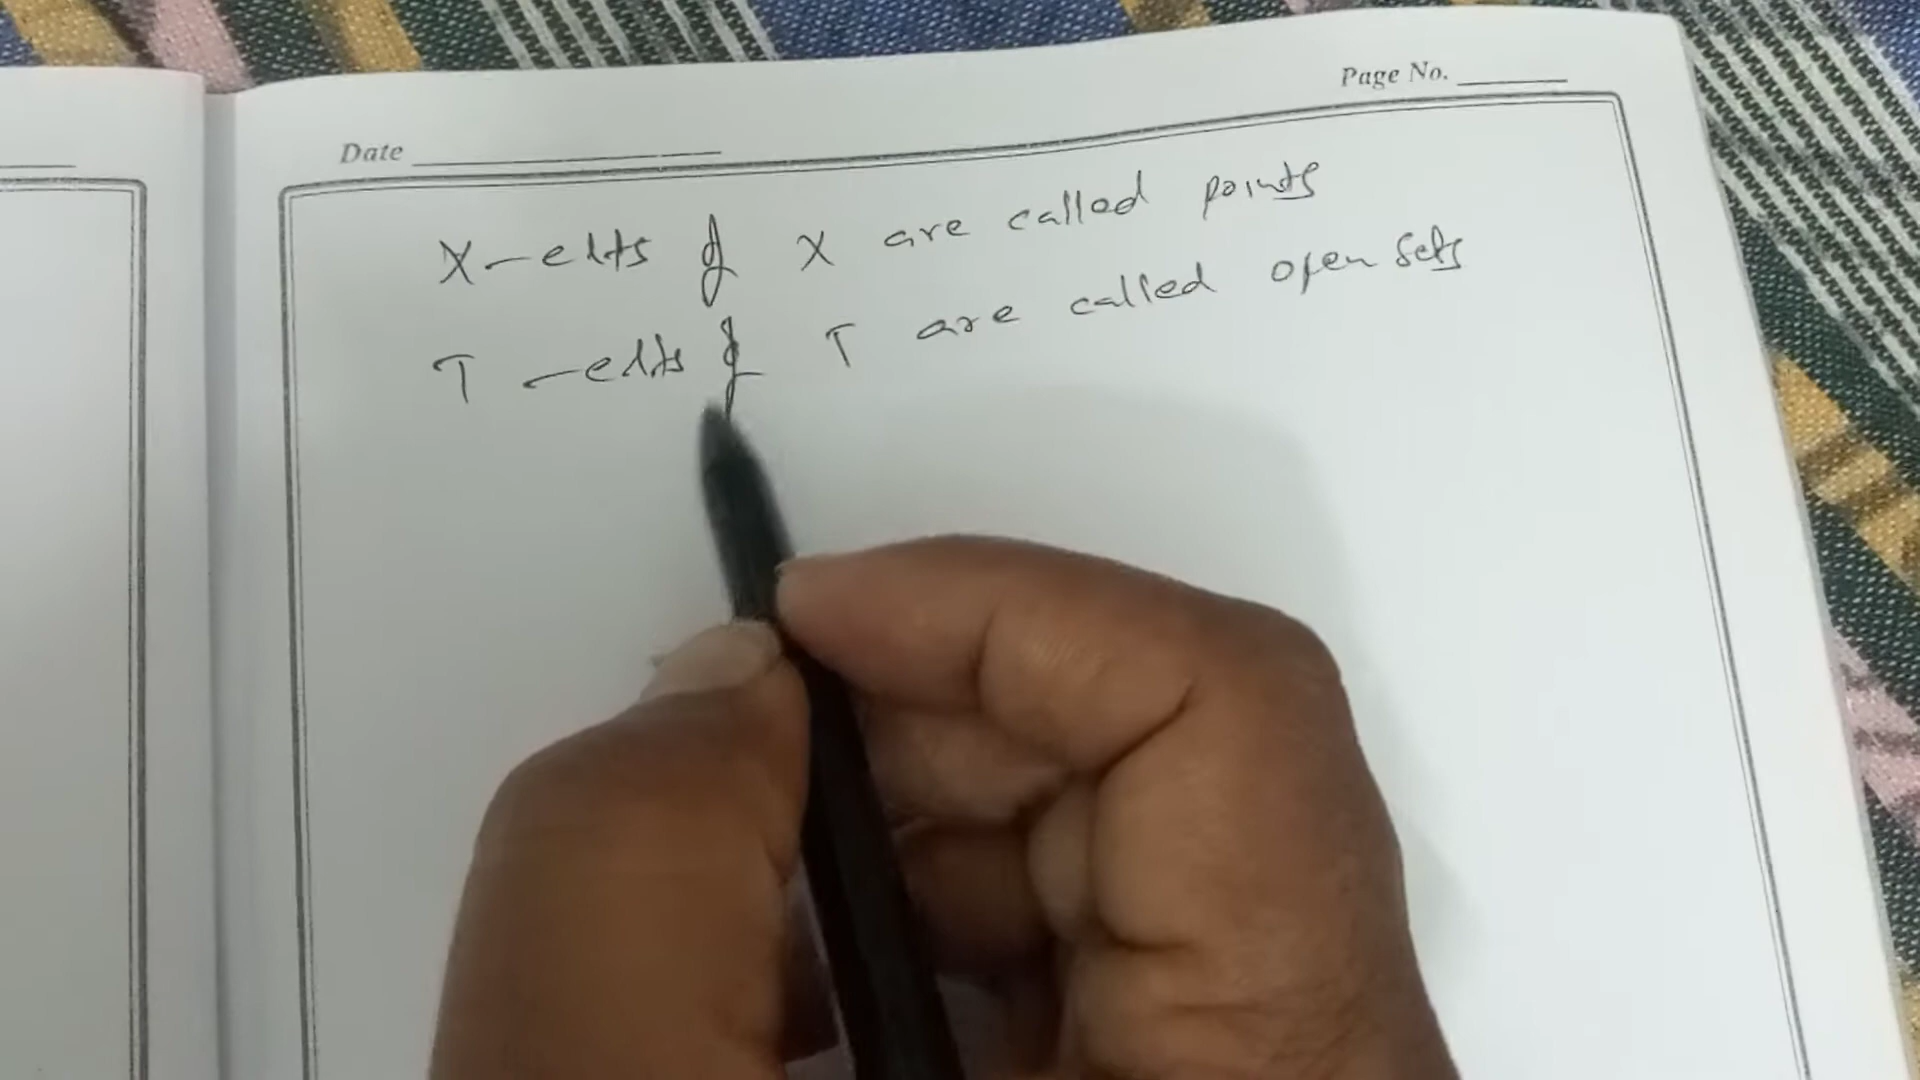 Page No.
Date
X - elts of X are called points
T - elts of T are called open sets